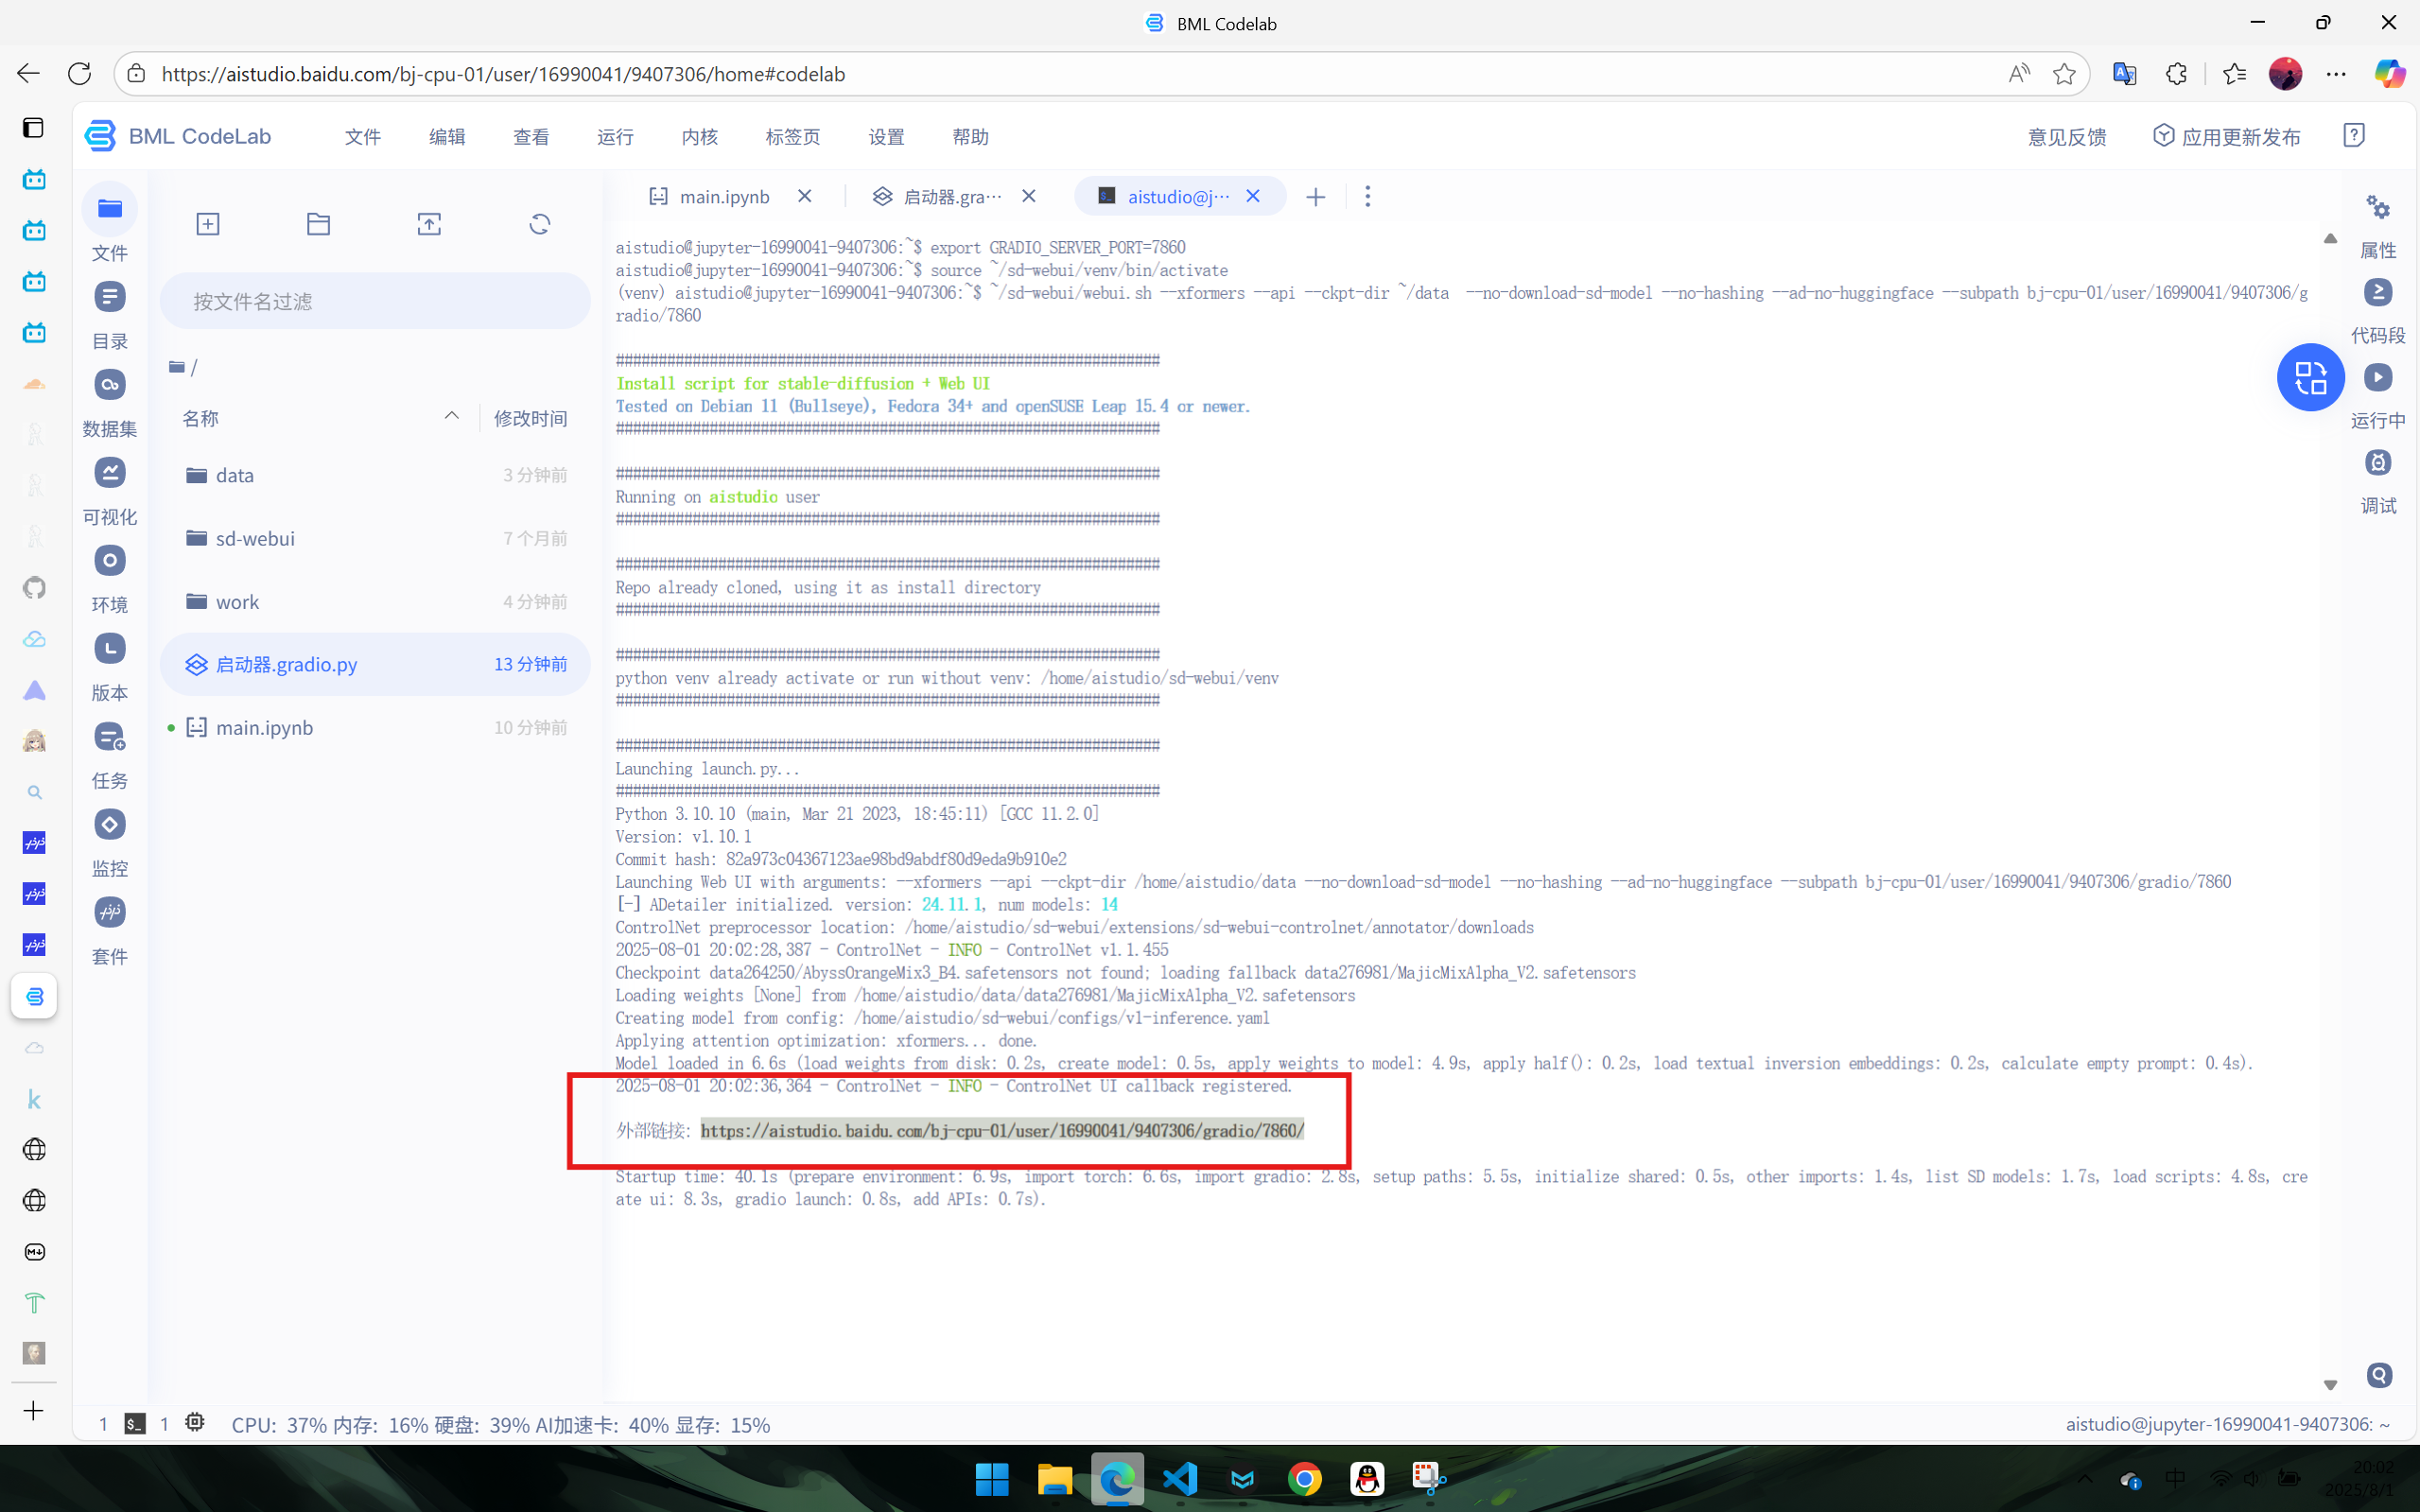 BML Codelab
https://aistudio.baidu.com/bj-cpu-01/user/16990041/9407306/home#codelab
BML CodeLab 文件 编辑 查看 运行 内核 标签页 设置 帮助 意见反馈 应用更新发布
main.ipynb 启动器.gra··· aistudio@j···
文件
目录
数据集
可视化
环境
版本
任务
监控
套件
按文件名过滤
/
名称 修改时间
data 3 分钟前
sd-webui 7 个月前
work 4 分钟前
启动器.gradio.py 13 分钟前
main.ipynb 10 分钟前
aistudio@jupyter-16990041-9407306:~$ export GRADIO_SERVER_PORT=7860
aistudio@jupyter-16990041-9407306:~$ source ~/sd-webui/venv/bin/activate
(venv) aistudio@jupyter-16990041-9407306:~$ ~/sd-webui/webui.sh --xformers --api --ckpt-dir ~/data  --no-download-sd-model --no-hashing --ad-no-huggingface --subpath bj-cpu-01/user/16990041/9407306/g
radio/7860
################################################################
Install script for stable-diffusion + Web UI
Tested on Debian 11 (Bullseye), Fedora 34+ and openSUSE Leap 15.4 or newer.
################################################################
################################################################
Running on aistudio user
################################################################
################################################################
Repo already cloned, using it as install directory
################################################################
################################################################
python venv already activate or run without venv: /home/aistudio/sd-webui/venv
################################################################
################################################################
Launching launch.py...
################################################################
Python 3.10.10 (main, Mar 21 2023, 18:45:11) [GCC 11.2.0]
Version: v1.10.1
Commit hash: 82a973c04367123ae98bd9abdf80d9eda9b910e2
Launching Web UI with arguments: --xformers --api --ckpt-dir /home/aistudio/data --no-download-sd-model --no-hashing --ad-no-huggingface --subpath bj-cpu-01/user/16990041/9407306/gradio/7860
[-] ADetailer initialized. version: 24.11.1, num models: 14
ControlNet preprocessor location: /home/aistudio/sd-webui/extensions/sd-webui-controlnet/annotator/downloads
2025-08-01 20:02:28,387 - ControlNet - INFO - ControlNet v1.1.455
Checkpoint data264250/AbyssOrangeMix3_B4.safetensors not found; loading fallback data276981/MajicMixAlpha_V2.safetensors
Loading weights [None] from /home/aistudio/data/data276981/MajicMixAlpha_V2.safetensors
Creating model from config: /home/aistudio/sd-webui/configs/v1-inference.yaml
Applying attention optimization: xformers... done.
Model loaded in 6.6s (load weights from disk: 0.2s, create model: 0.5s, apply weights to model: 4.9s, apply half(): 0.2s, load textual inversion embeddings: 0.2s, calculate empty prompt: 0.4s).
2025-08-01 20:02:36,364 - ControlNet - INFO - ControlNet UI callback registered.
外部链接: https://aistudio.baidu.com/bj-cpu-01/user/16990041/9407306/gradio/7860/
Startup time: 40.1s (prepare environment: 6.9s, import torch: 6.6s, import gradio: 2.8s, setup paths: 5.5s, initialize shared: 0.5s, other imports: 1.4s, list SD models: 1.7s, load scripts: 4.8s, cre
ate ui: 8.3s, gradio launch: 0.8s, add APIs: 0.7s).
属性
代码段
运行中
调试
1 1 CPU: 37% 内存: 16% 硬盘: 39% AI加速卡: 40% 显存: 15% aistudio@jupyter-16990041-9407306: ~
中
20:02
2025/8/1